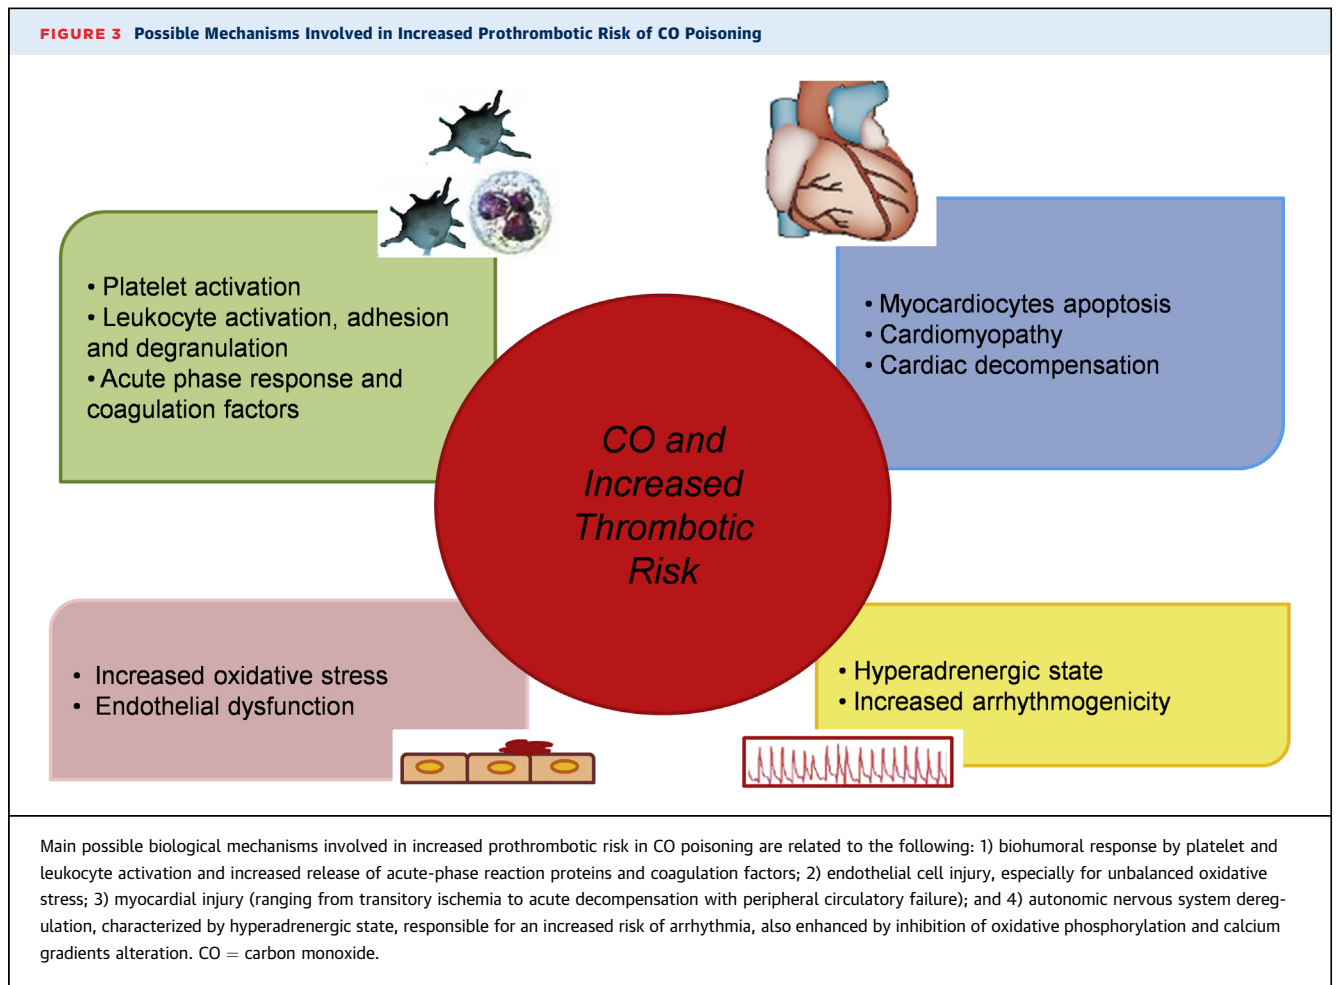 FIGURE 3 Possible Mechanisms Involved in Increased Prothrombotic Risk of CO Poisoning
• Platelet activation
• Leukocyte activation, adhesion
and degranulation
• Acute phase response and
coagulation factors
• Myocardiocytes apoptosis
• Cardiomyopathy
• Cardiac decompensation
CO and
Increased
Thrombotic
Risk
• Increased oxidative stress
• Endothelial dysfunction
• Hyperadrenergic state
• Increased arrhythmogenicity
Main possible biological mechanisms involved in increased prothrombotic risk in CO poisoning are related to the following: 1) biohumoral response by platelet and
leukocyte activation and increased release of acute-phase reaction proteins and coagulation factors; 2) endothelial cell injury, especially for unbalanced oxidative
stress; 3) myocardial injury (ranging from transitory ischemia to acute decompensation with peripheral circulatory failure); and 4) autonomic nervous system dereg-
ulation, characterized by hyperadrenergic state, responsible for an increased risk of arrhythmia, also enhanced by inhibition of oxidative phosphorylation and calcium
gradients alteration. CO = carbon monoxide.